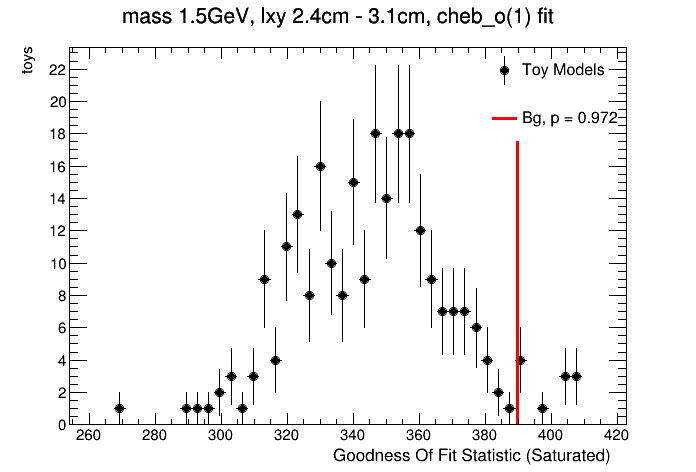 mass 1.5GeV, lxy 2.4cm - 3.1cm, cheb_o(1) fit
toys
22
20
18
16
14
12
10
8
6
4
2
0
Toy Models
Bg, p = 0.972
260 280 300 320 340 360 380 400 420
Goodness Of Fit Statistic (Saturated)